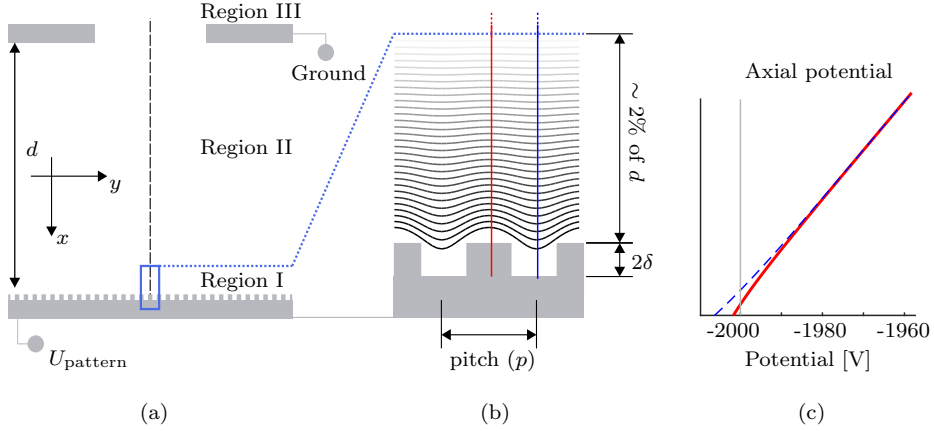 Region III
Ground
d
Region II
y
x
Region I
U_pattern
(a)
~ 2% of d
2δ
pitch (p)
(b)
Axial potential
-2000 -1980 -1960
Potential [V]
(c)